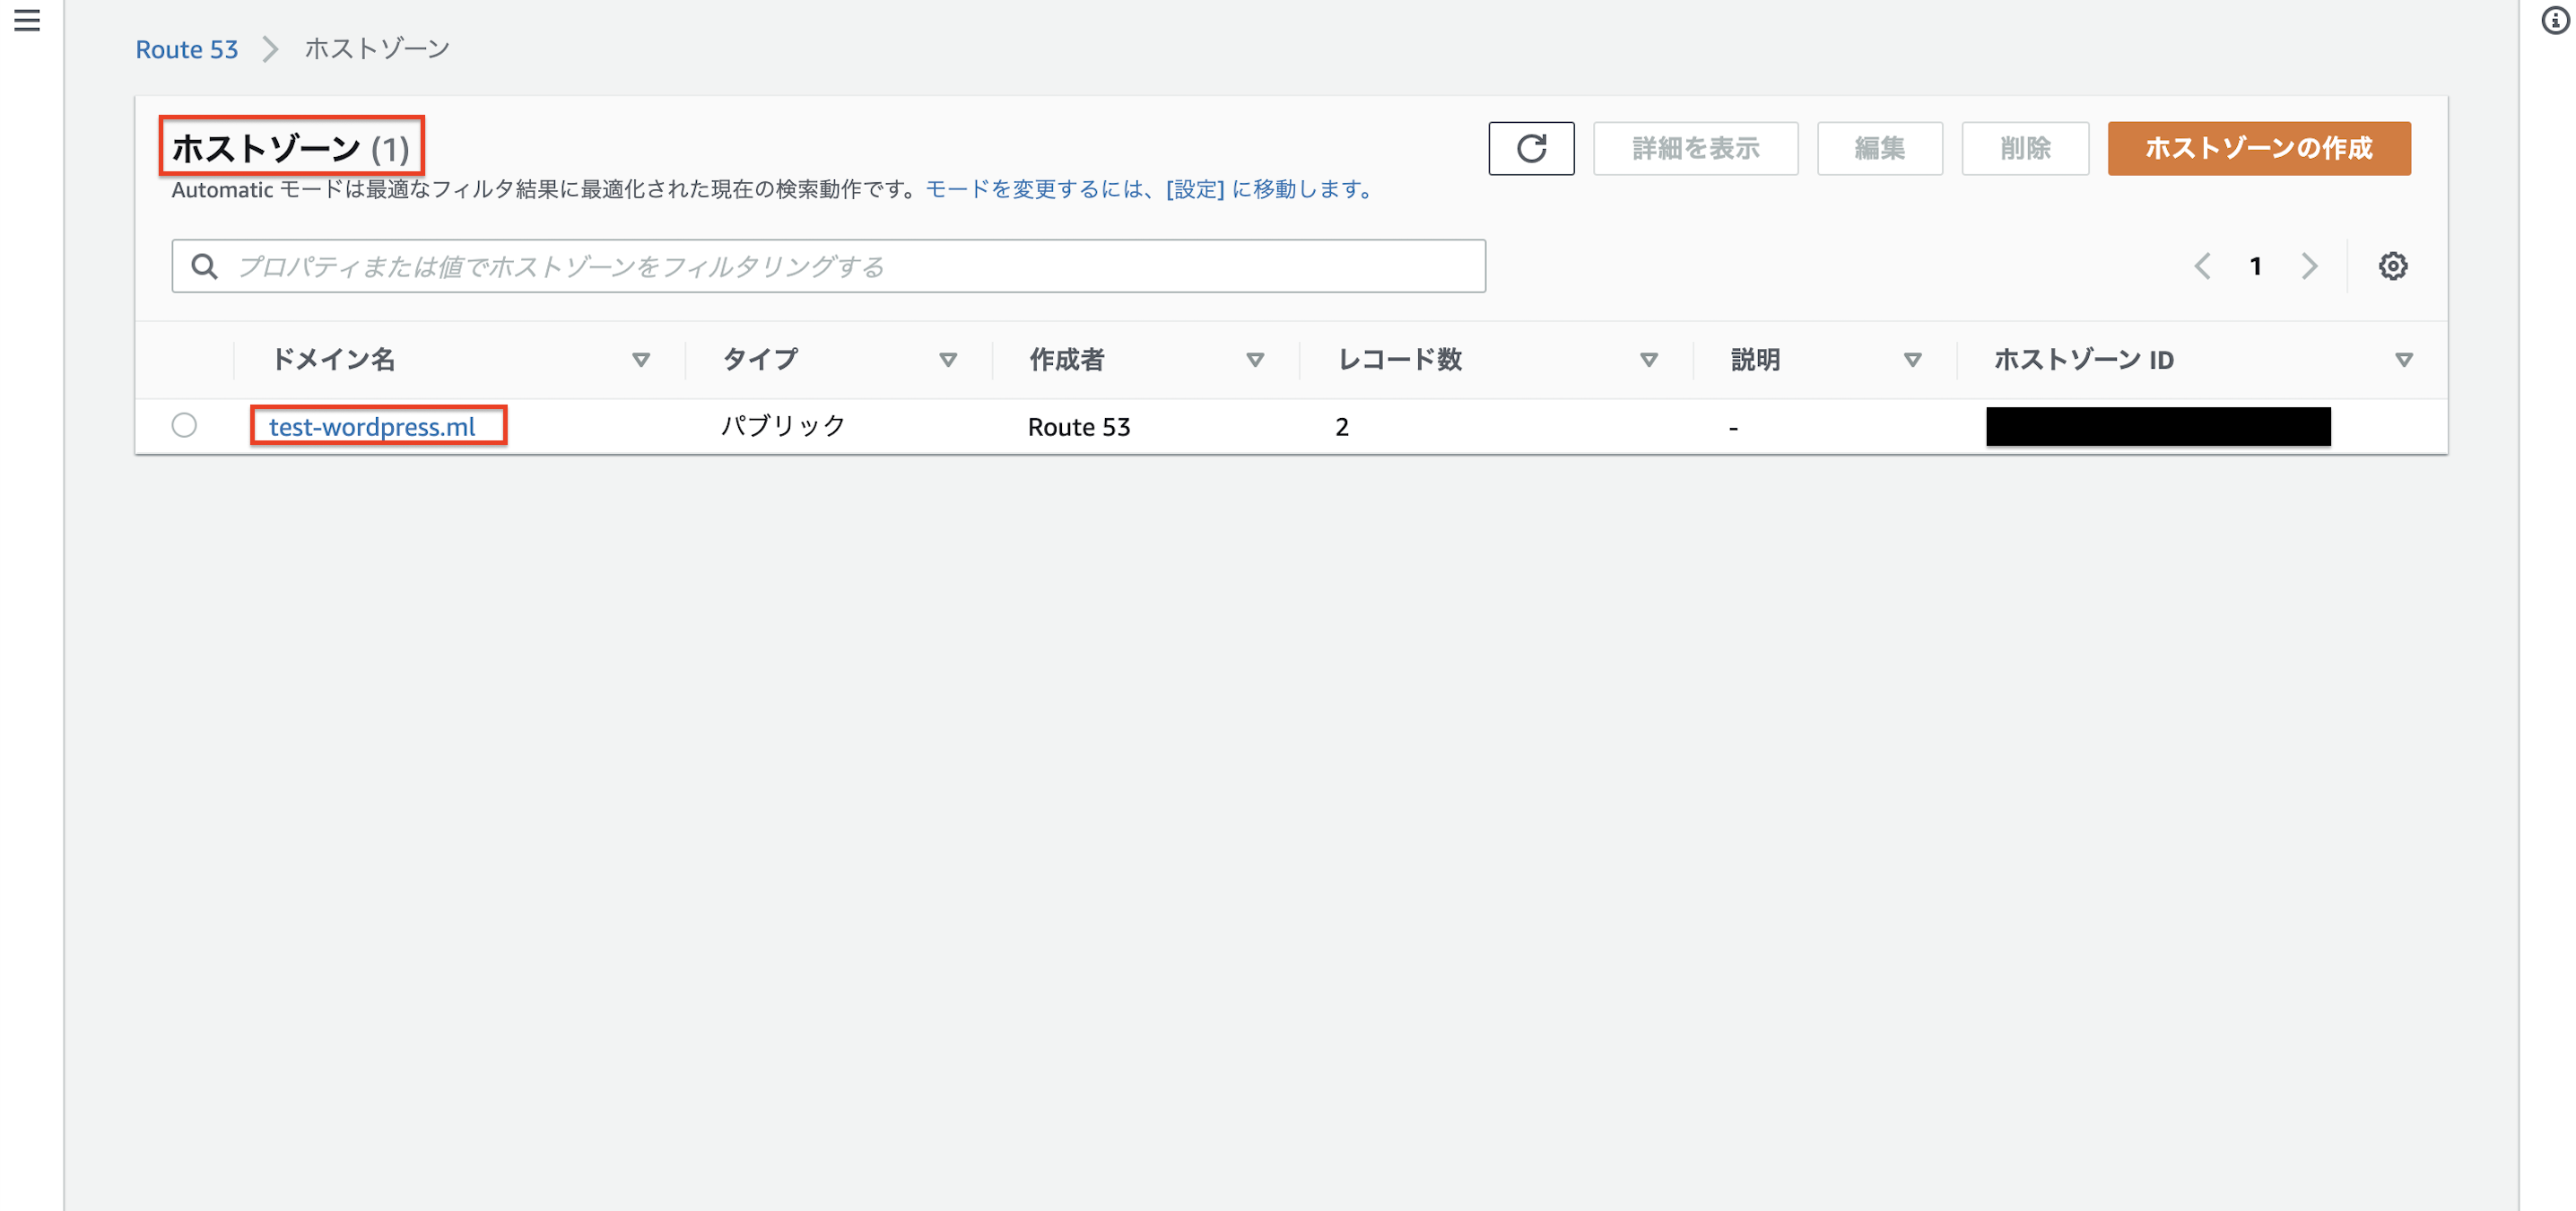 Route 53 > ホストゾーン
ホストゾーン (1)
詳細を表示 編集 削除 ホストゾーンの作成
Automatic モードは最適なフィルタ結果に最適化された現在の検索動作です。モードを変更するには、[設定] に移動します。
プロパティまたは値でホストゾーンをフィルタリングする
1
ドメイン名 タイプ 作成者 レコード数 説明 ホストゾーン ID
test-wordpress.ml パブリック Route 53 2 -